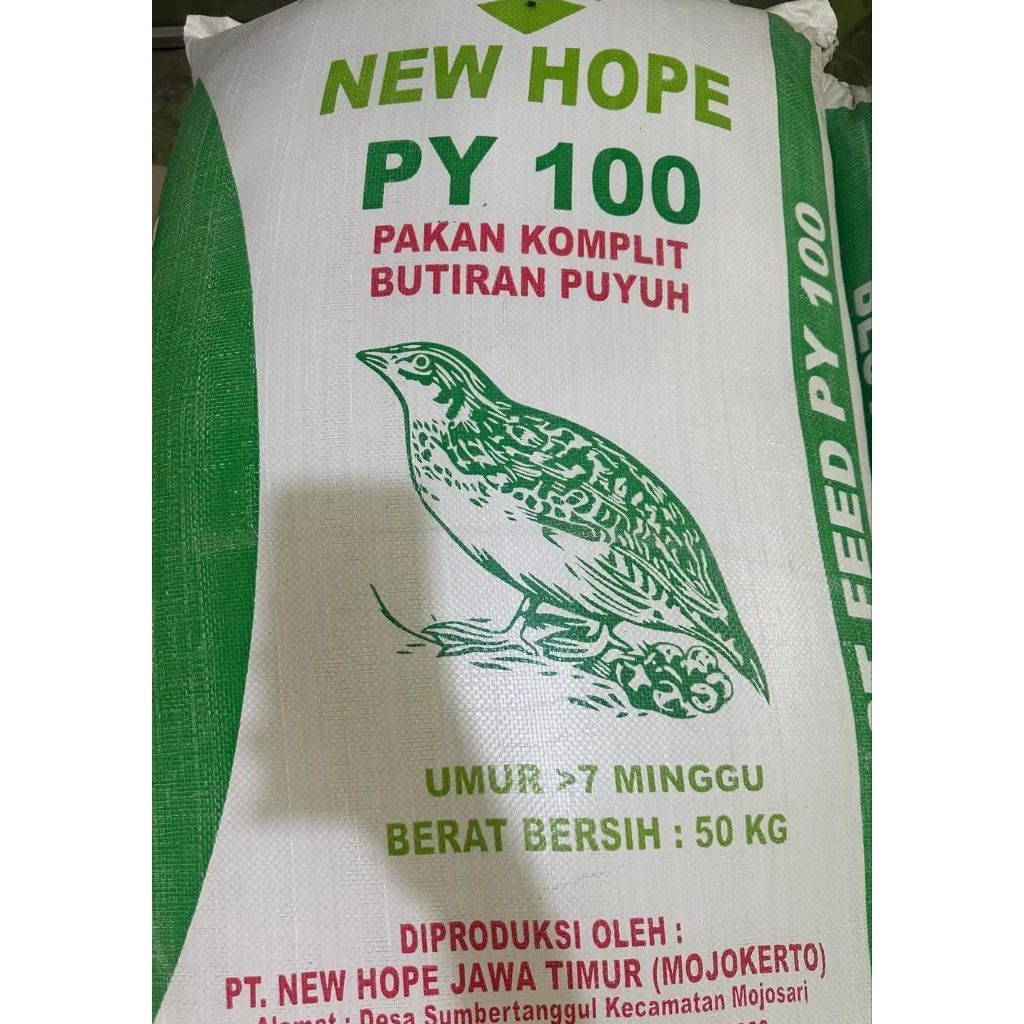 NEW HOPE
PY 100
PAKAN KOMPLIT
BUTIRAN PUYUH
UMUR >7 MINGGU
BERAT BERSIH : 50 KG
DIPRODUKSI OLEH :
PT. NEW HOPE JAWA TIMUR (MOJOKERTO)
Alamat : Desa Sumbertanggul Kecamatan Mojosari
FEED PY 100